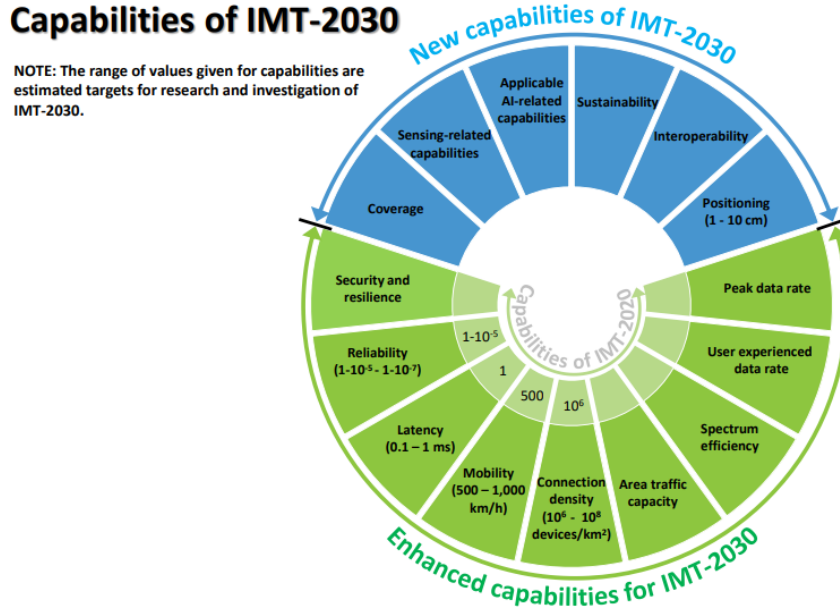 Capabilities of IMT-2030
NOTE: The range of values given for capabilities are
estimated targets for research and investigation of
IMT-2030.
New capabilities of IMT-2030
Coverage
Sensing-related
capabilities
Applicable
AI-related
capabilities
Sustainability
Interoperability
Positioning
(1 - 10 cm)
Peak data rate
User experienced
data rate
Spectrum
efficiency
Area traffic
capacity
Connection
density
(10⁶ - 10⁸
devices/km²)
Mobility
(500 – 1,000
km/h)
Latency
(0.1 – 1 ms)
Reliability
(1-10⁻⁵ - 1-10⁻⁷)
Security and
resilience
1-10⁻⁵
1
500
10⁶
Capabilities of IMT-2020
Enhanced capabilities for IMT-2030